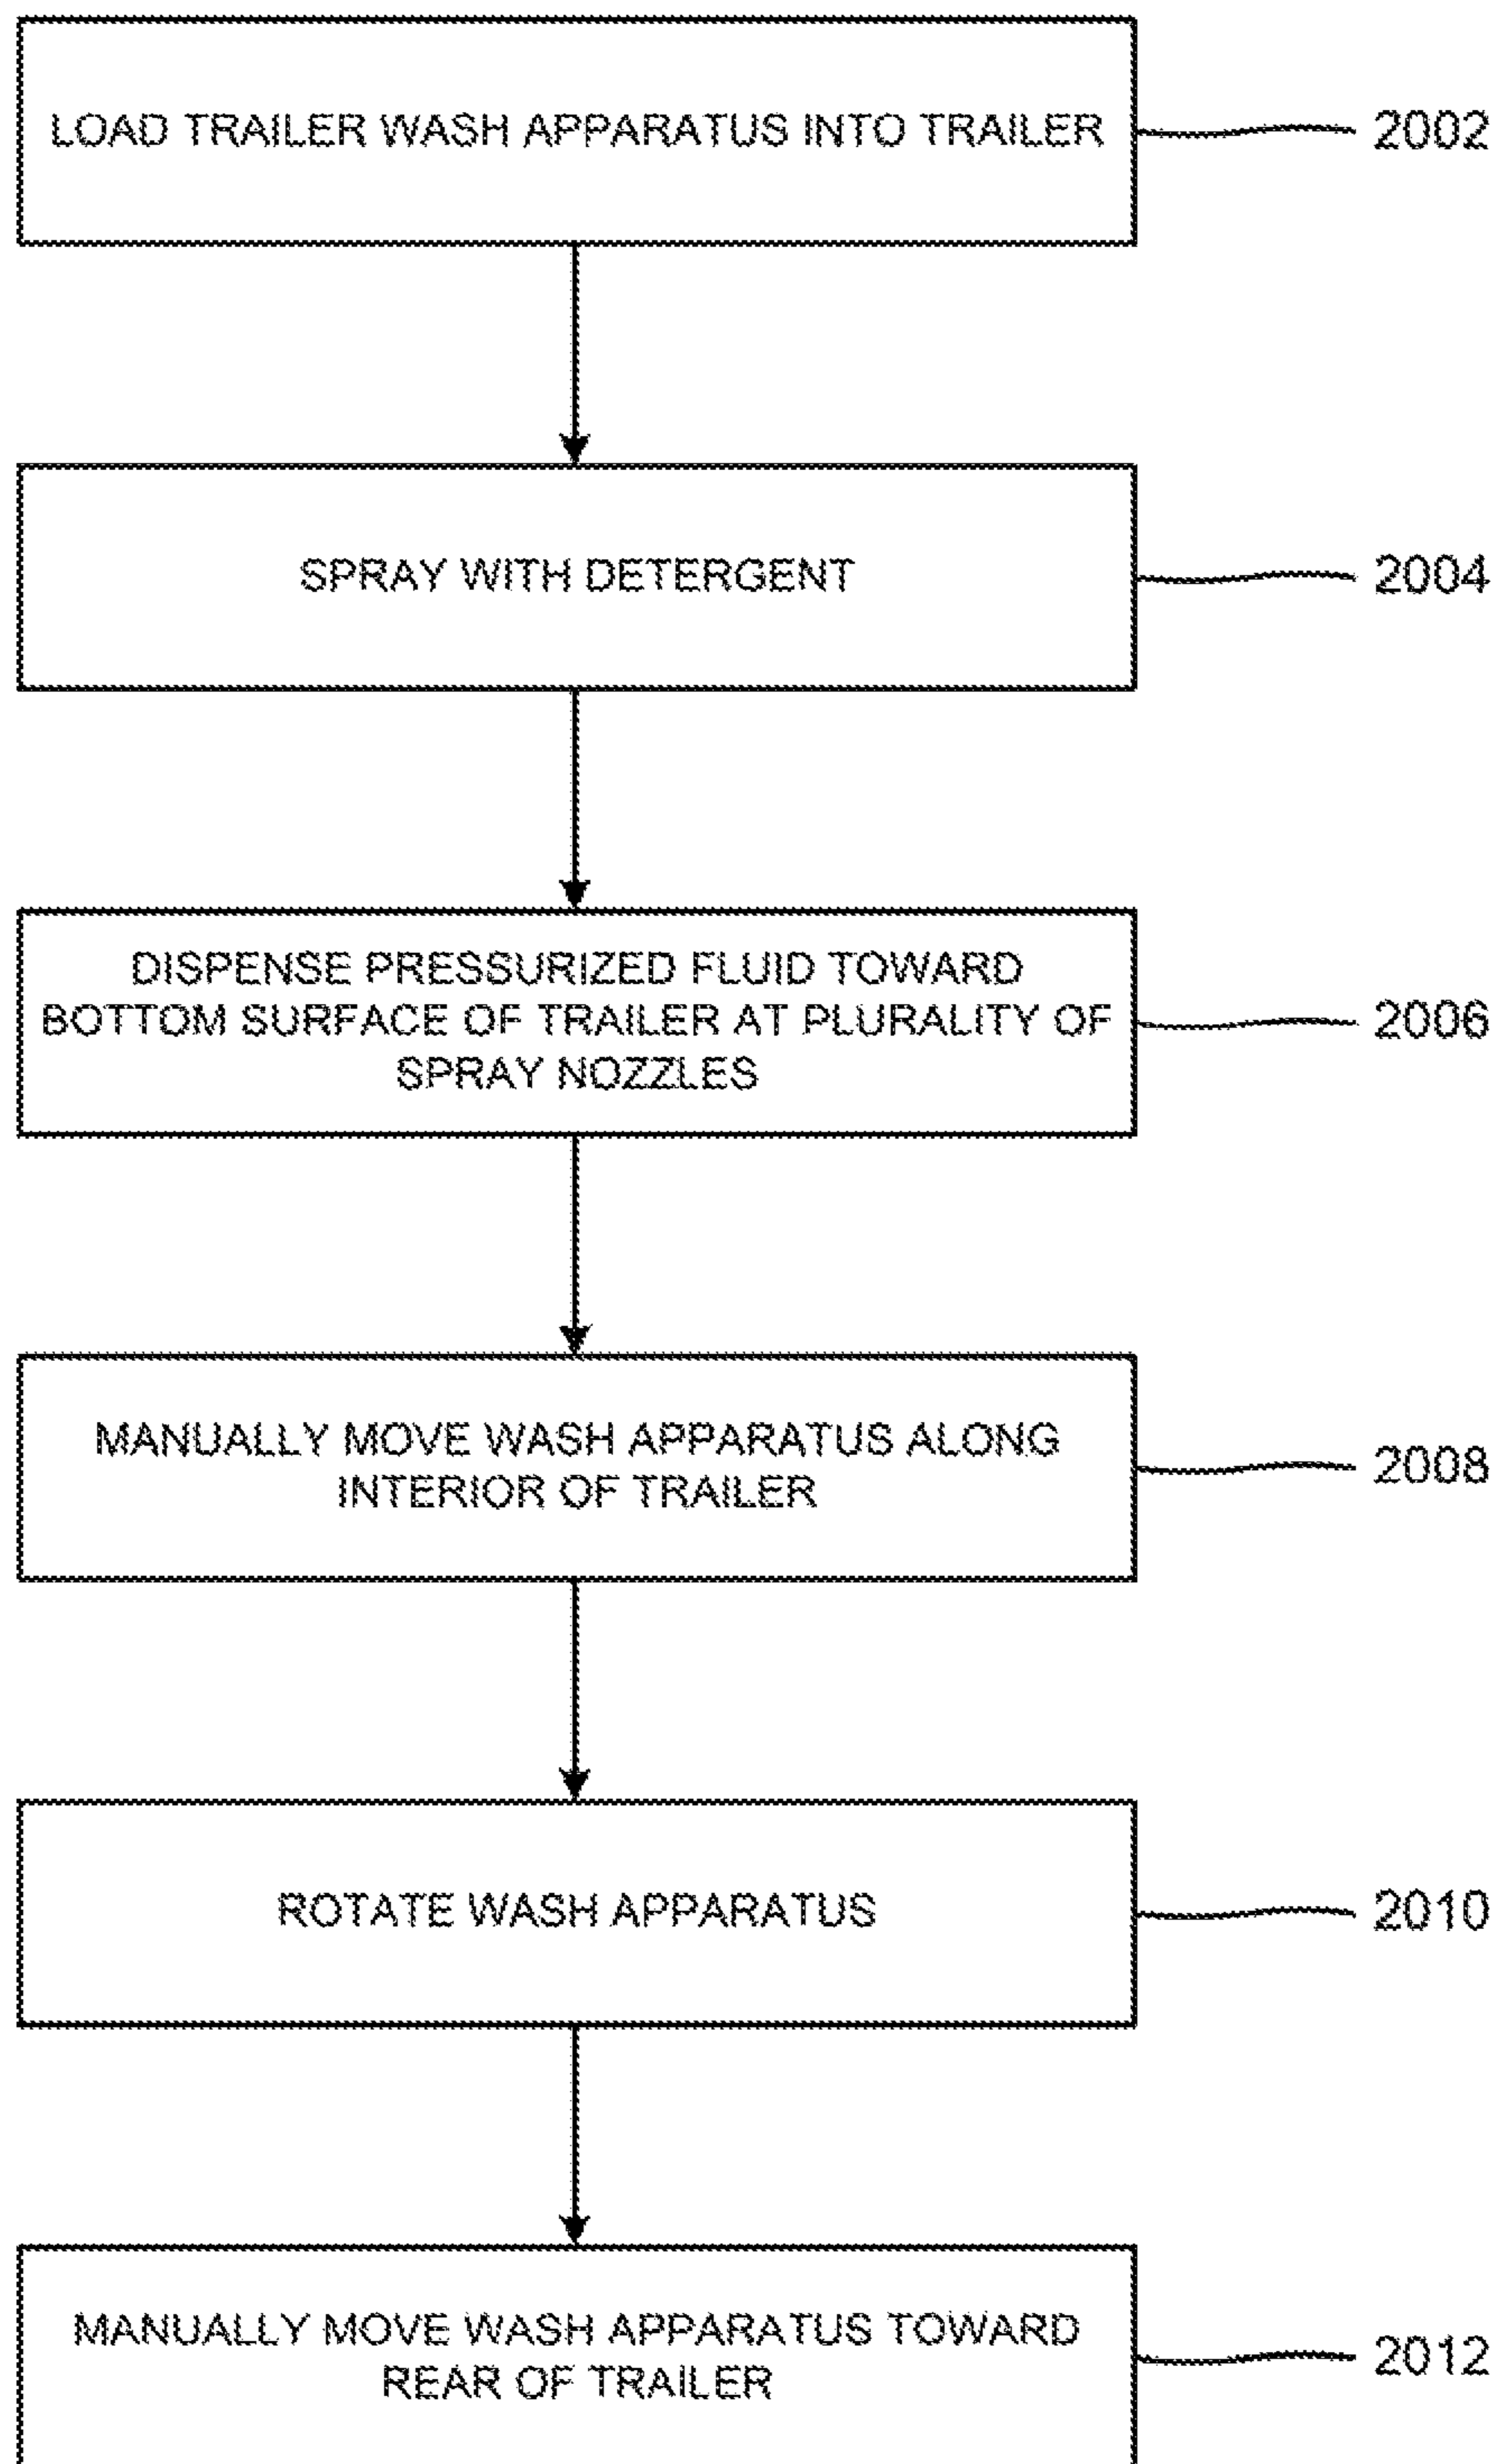 LOAD TRAILER WASH APPARATUS INTO TRAILER
2002
SPRAY WITH DETERGENT
2004
DISPENSE PRESSURIZED FLUID TOWARD
BOTTOM SURFACE OF TRAILER AT PLURALITY OF
SPRAY NOZZLES
2006
MANUALLY MOVE WASH APPARATUS ALONG
INTERIOR OF TRAILER
2008
ROTATE WASH APPARATUS
2010
MANUALLY MOVE WASH APPARATUS TOWARD
REAR OF TRAILER
2012